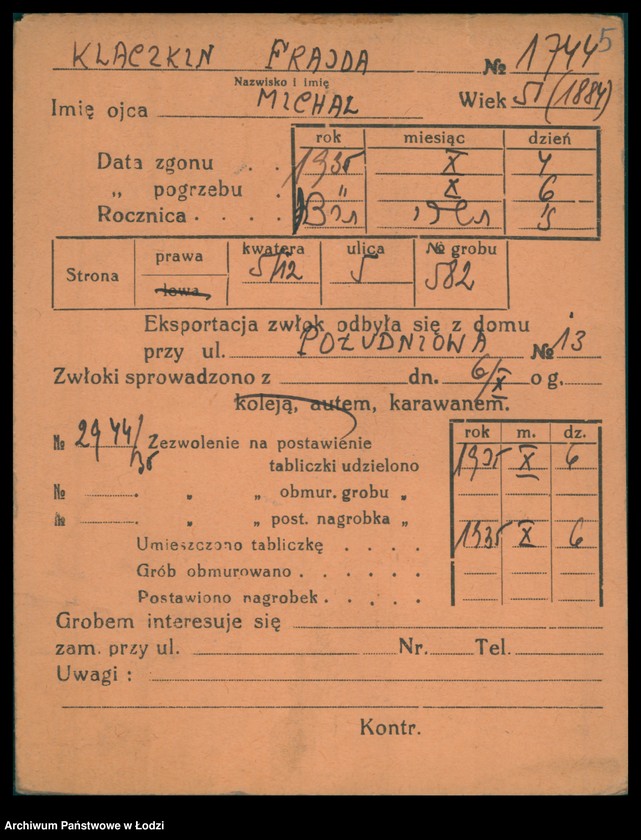 KLACZKIN FRAJDA № 17445
Nazwisko i imię
Imię ojca MICHAŁ Wiek 51 (1884)
rok miesiąc dzień
Data zgonu . . 1935 X 4
„ pogrzebu . „ X 6
Rocznica . . . .
Strona prawa lewa kwatera 5/12 ulica 5 № grobu 582
Eksportacja zwłok odbyła się z domu
przy ul. POŁUDNIOWA № 13
Zwłoki sprowadzono z dn. 6/X o g.
koleją, autem, karawanem.
rok m. dz.
№ 2944/35 Zezwolenie na postawienie
tabliczki udzielono 1935 X 6
№ „ „ obmur. grobu „
№ „ „ post. nagrobka „
Umieszczono tabliczkę . . . . 1935 X 6
Grób obmurowano . . . . .
Postawiono nagrobek . . . . .
Grobem interesuje się
zam. przy ul. Nr. Tel.
Uwagi :
Kontr.
Archiwum Państwowe w Łodzi